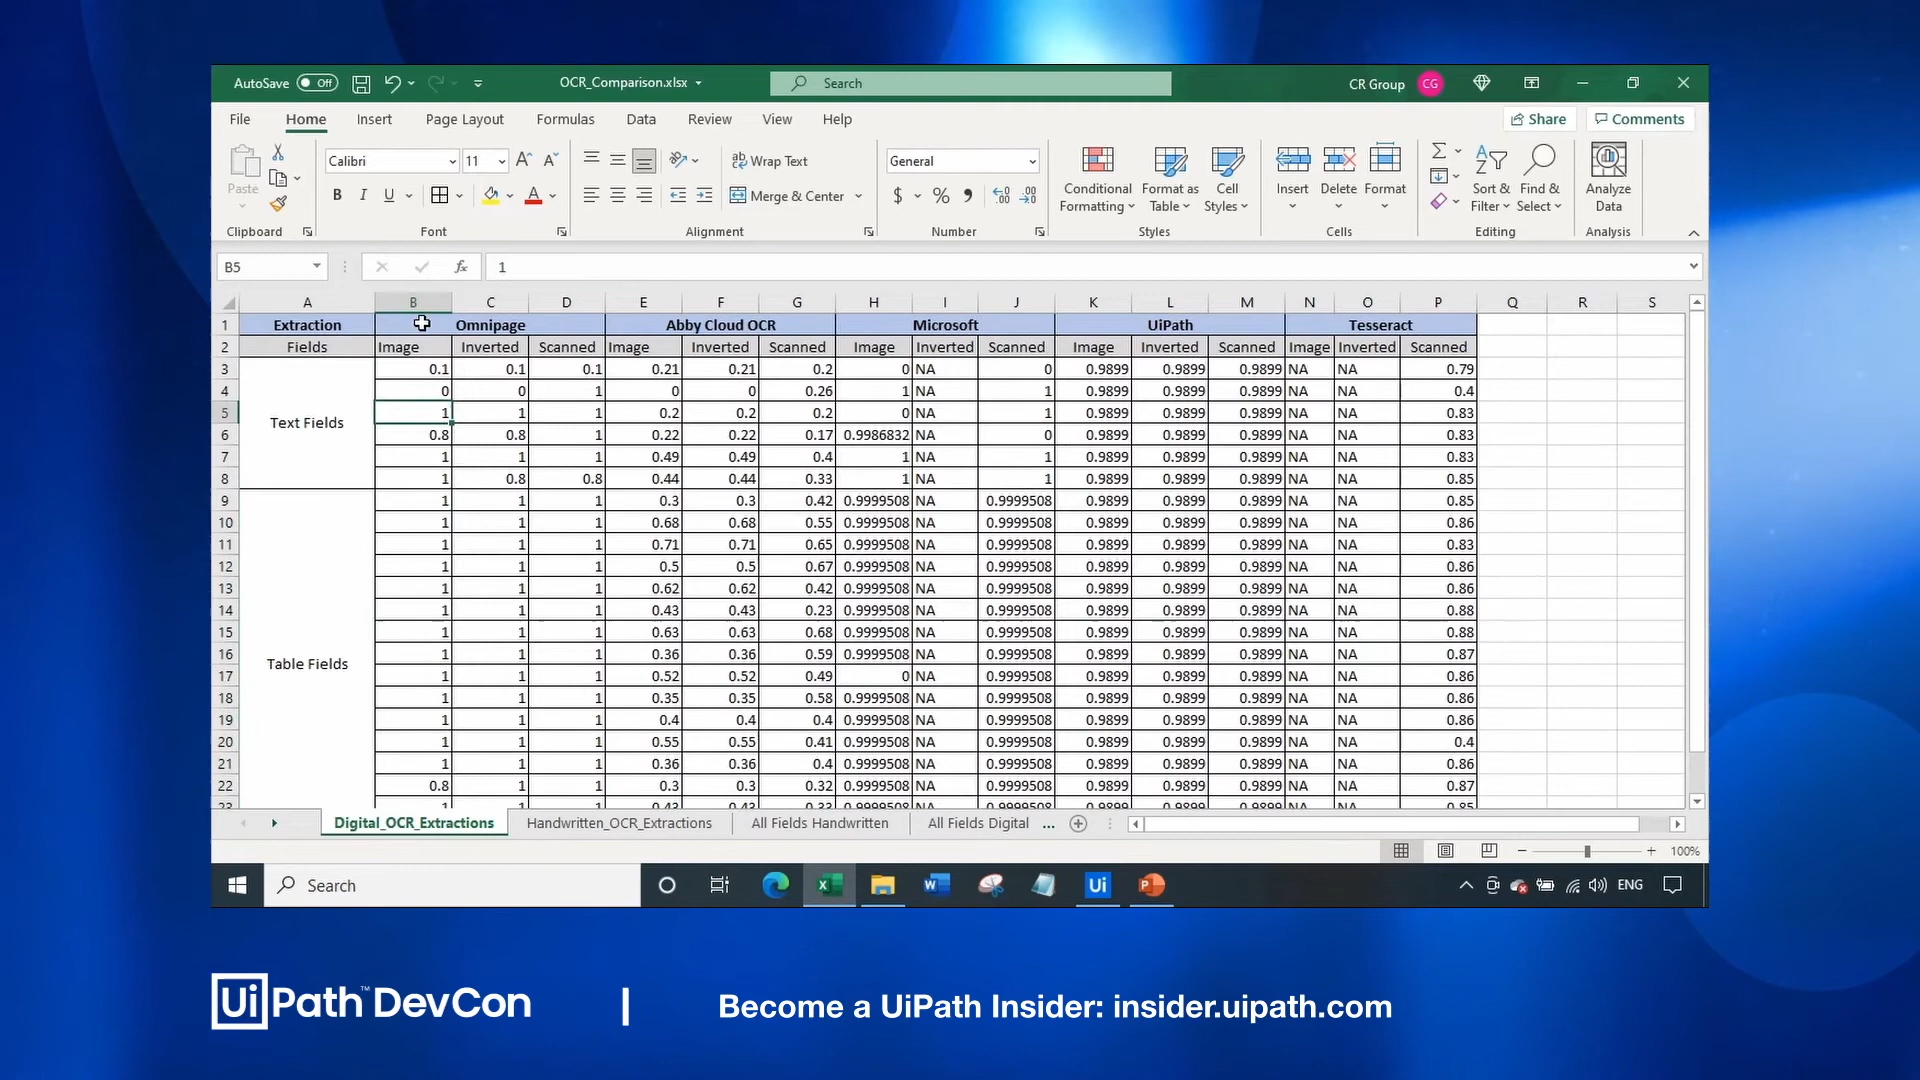 AutoSave Off OCR_Comparison.xlsx Search CR Group CG
File Home Insert Page Layout Formulas Data Review View Help Share Comments
Paste Calibri 11 Wrap Text General Conditional Formatting Format as Table Cell Styles Insert Delete Format Sort & Filter Find & Select Analyze Data
B I U Merge & Center $ %
Clipboard Font Alignment Number Styles Cells Editing Analysis
B5 fx 1
A B C D E F G H I J K L M N O P Q R S
1 Extraction Omnipage Abby Cloud OCR Microsoft UiPath Tesseract
2 Fields Image Inverted Scanned Image Inverted Scanned Image Inverted Scanned Image Inverted Scanned Image Inverted Scanned
3 0.1 0.1 0.1 0.21 0.21 0.2 0 NA 0 0.9899 0.9899 0.9899 NA NA 0.79
4 0 0 1 0 0 0.26 1 NA 1 0.9899 0.9899 0.9899 NA NA 0.4
5 Text Fields 1 1 1 0.2 0.2 0.2 0 NA 1 0.9899 0.9899 0.9899 NA NA 0.83
6 0.8 0.8 1 0.22 0.22 0.17 0.9986832 NA 0 0.9899 0.9899 0.9899 NA NA 0.83
7 1 1 1 0.49 0.49 0.4 1 NA 1 0.9899 0.9899 0.9899 NA NA 0.83
8 1 0.8 0.8 0.44 0.44 0.33 1 NA 1 0.9899 0.9899 0.9899 NA NA 0.85
9 1 1 1 0.3 0.3 0.42 0.9999508 NA 0.9999508 0.9899 0.9899 0.9899 NA NA 0.85
10 1 1 1 0.68 0.68 0.55 0.9999508 NA 0.9999508 0.9899 0.9899 0.9899 NA NA 0.86
11 1 1 1 0.71 0.71 0.65 0.9999508 NA 0.9999508 0.9899 0.9899 0.9899 NA NA 0.83
12 1 1 1 0.5 0.5 0.67 0.9999508 NA 0.9999508 0.9899 0.9899 0.9899 NA NA 0.86
13 1 1 1 0.62 0.62 0.42 0.9999508 NA 0.9999508 0.9899 0.9899 0.9899 NA NA 0.86
14 1 1 1 0.43 0.43 0.23 0.9999508 NA 0.9999508 0.9899 0.9899 0.9899 NA NA 0.88
15 1 1 1 0.63 0.63 0.68 0.9999508 NA 0.9999508 0.9899 0.9899 0.9899 NA NA 0.88
16 Table Fields 1 1 1 0.36 0.36 0.59 0.9999508 NA 0.9999508 0.9899 0.9899 0.9899 NA NA 0.87
17 1 1 1 0.52 0.52 0.49 0 NA 0.9999508 0.9899 0.9899 0.9899 NA NA 0.86
18 1 1 1 0.35 0.35 0.58 0.9999508 NA 0.9999508 0.9899 0.9899 0.9899 NA NA 0.86
19 1 1 1 0.4 0.4 0.4 0.9999508 NA 0.9999508 0.9899 0.9899 0.9899 NA NA 0.86
20 1 1 1 0.55 0.55 0.41 0.9999508 NA 0.9999508 0.9899 0.9899 0.9899 NA NA 0.4
21 1 1 1 0.36 0.36 0.4 0.9999508 NA 0.9999508 0.9899 0.9899 0.9899 NA NA 0.86
22 0.8 1 1 0.3 0.3 0.32 0.9999508 NA 0.9999508 0.9899 0.9899 0.9899 NA NA 0.87
Digital_OCR_Extractions Handwritten_OCR_Extractions All Fields Handwritten All Fields Digital ...
100%
Search Ui ENG
UiPath™ DevCon | Become a UiPath Insider: insider.uipath.com